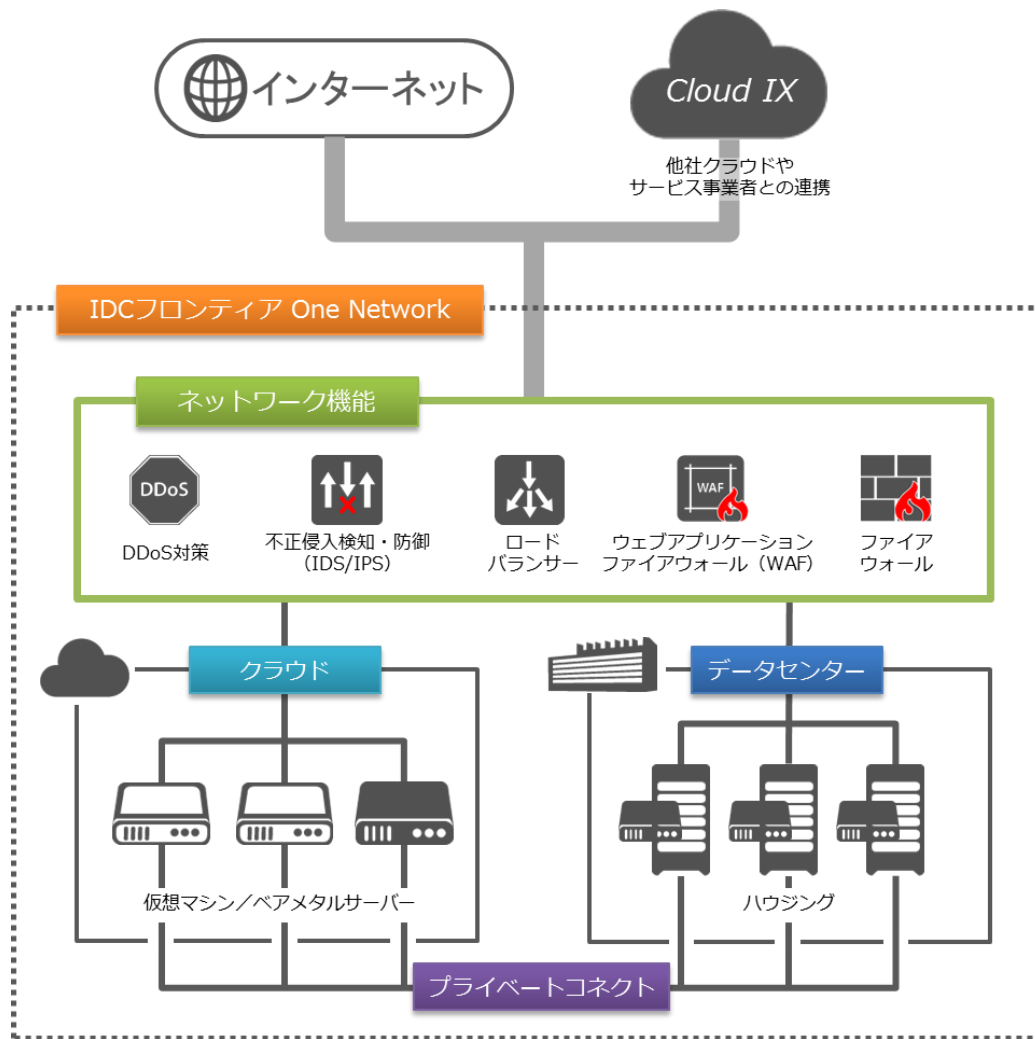 インターネット
Cloud IX
他社クラウドや
サービス事業者との連携
IDCフロンティア One Network
ネットワーク機能
DDoS
WAF
DDoS対策
不正侵入検知・防御
（IDS/IPS）
ロード
バランサー
ウェブアプリケーション
ファイアウォール（WAF）
ファイア
ウォール
クラウド
データセンター
仮想マシン／ベアメタルサーバー
ハウジング
プライベートコネクト